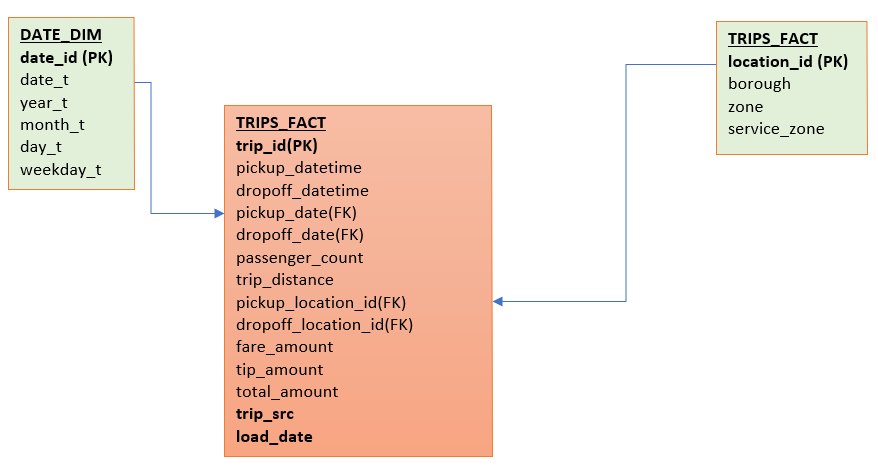 DATE_DIM
date_id (PK)
date_t
year_t
month_t
day_t
weekday_t
TRIPS_FACT
trip_id(PK)
pickup_datetime
dropoff_datetime
pickup_date(FK)
dropoff_date(FK)
passenger_count
trip_distance
pickup_location_id(FK)
dropoff_location_id(FK)
fare_amount
tip_amount
total_amount
trip_src
load_date
TRIPS_FACT
location_id (PK)
borough
zone
service_zone